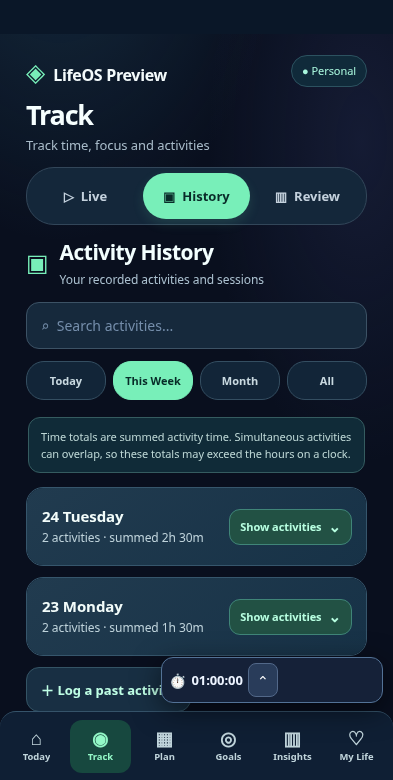 LifeOS Preview
● Personal
Track
Track time, focus and activities
Live
History
Review
Activity History
Your recorded activities and sessions
Search activities...
Today
This Week
Month
All
Time totals are summed activity time. Simultaneous activities
can overlap, so these totals may exceed the hours on a clock.
24 Tuesday
2 activities · summed 2h 30m
Show activities
23 Monday
2 activities · summed 1h 30m
Show activities
01:00:00
+ Log a past activi
Today
Track
Plan
Goals
Insights
My Life